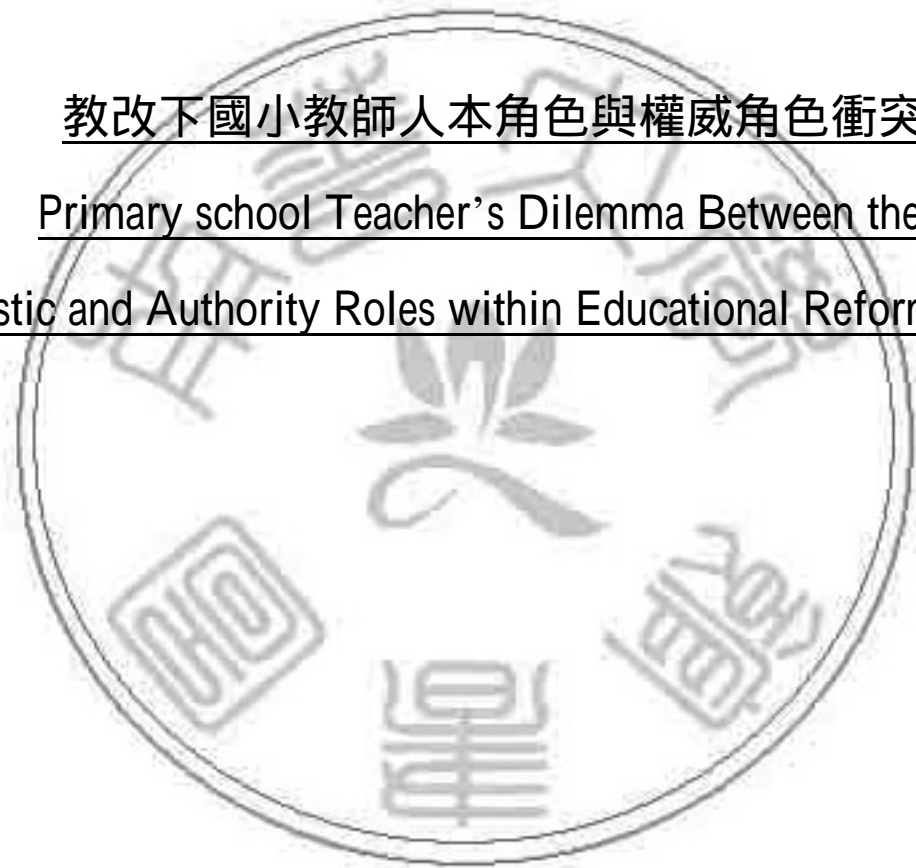 教改下國小教師人本角色與權威角色衝突
Primary school Teacher’s Dilemma Between the
stic and Authority Roles within Educational Refor